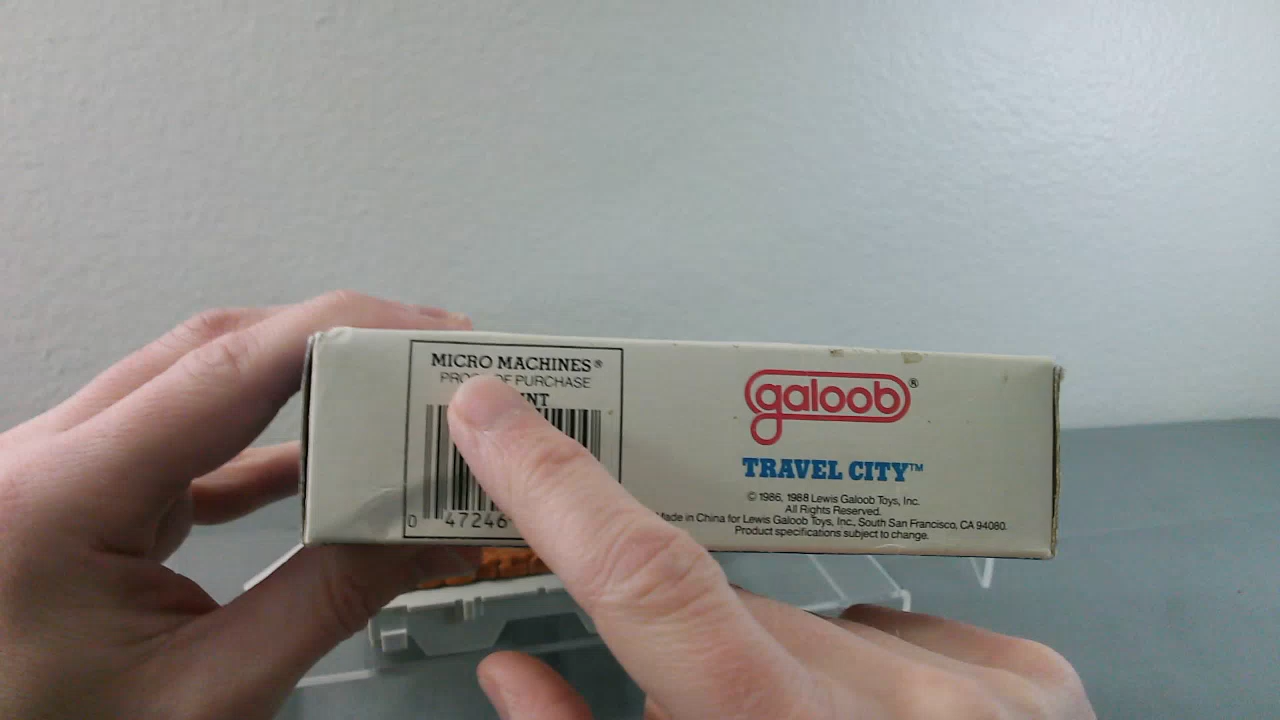 MICRO MACHINES®
OF PURCHASE
0 47246
galoob®
TRAVEL CITY™
© 1986, 1988 Lewis Galoob Toys, Inc.
All Rights Reserved.
Made in China for Lewis Galoob Toys, Inc., South San Francisco, CA 94080.
Product specifications subject to change.